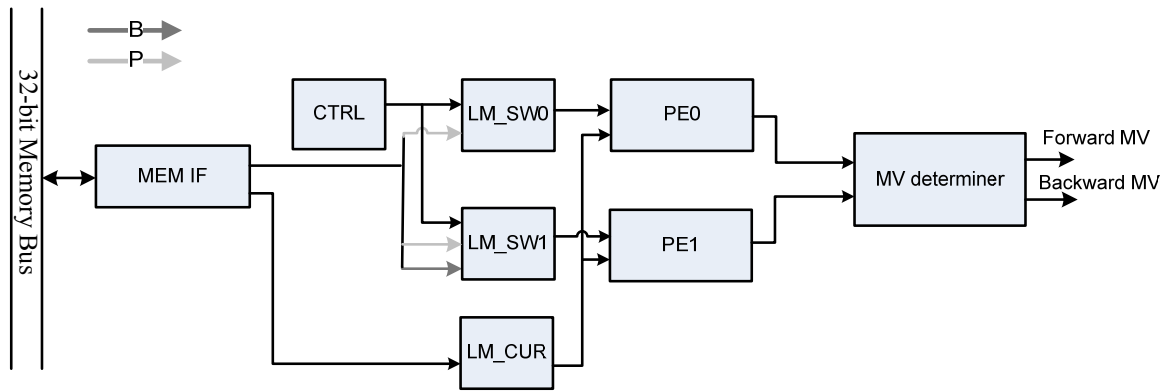 B
P
32-bit Memory Bus
CTRL
LM_SW0
PE0
MEM IF
MV determiner
Forward MV
Backward MV
LM_SW1
PE1
LM_CUR